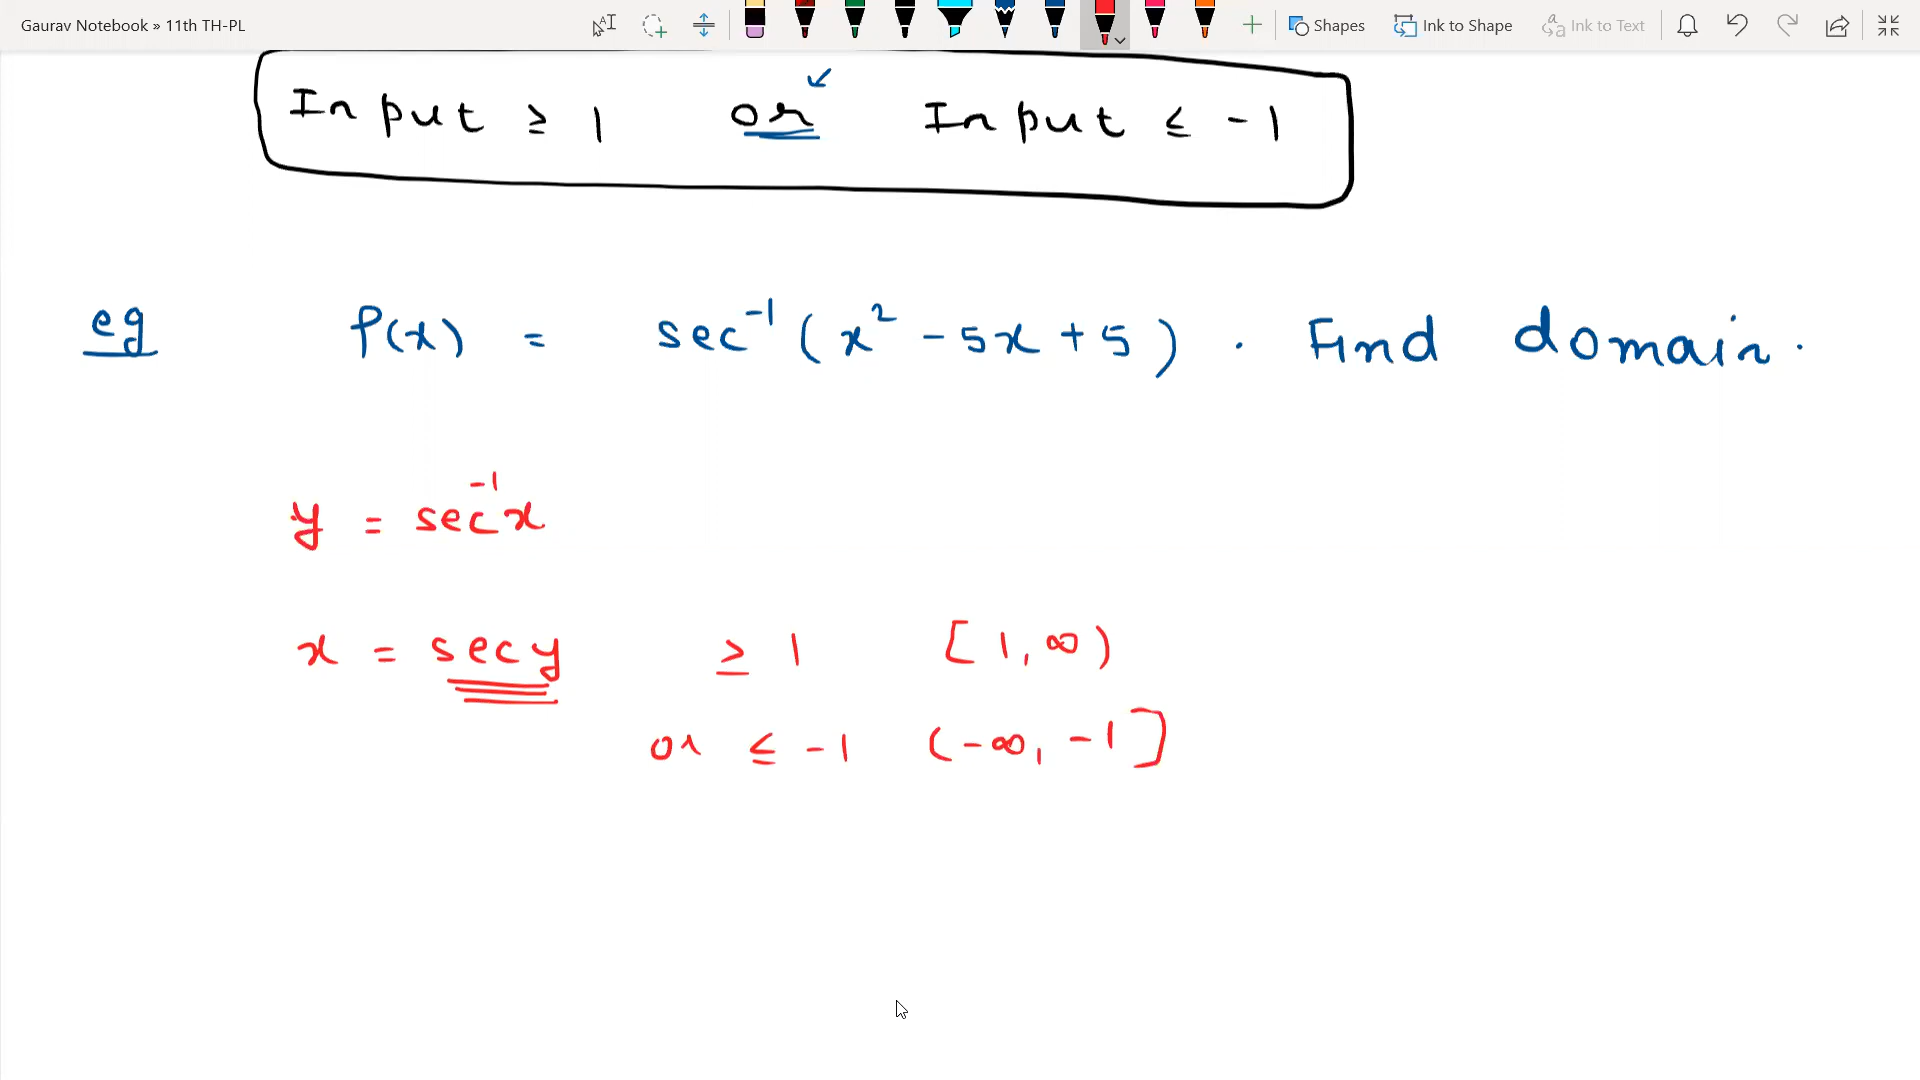 Gaurav Notebook » 11th TH-PL
Shapes Ink to Shape Ink to Text
Input ≥ 1 or Input ≤ -1
eg f(x) = sec⁻¹(x² - 5x + 5). Find domain.
y = sec⁻¹x
x = sec y ≥ 1 [1, ∞)
or ≤ -1 (-∞, -1]